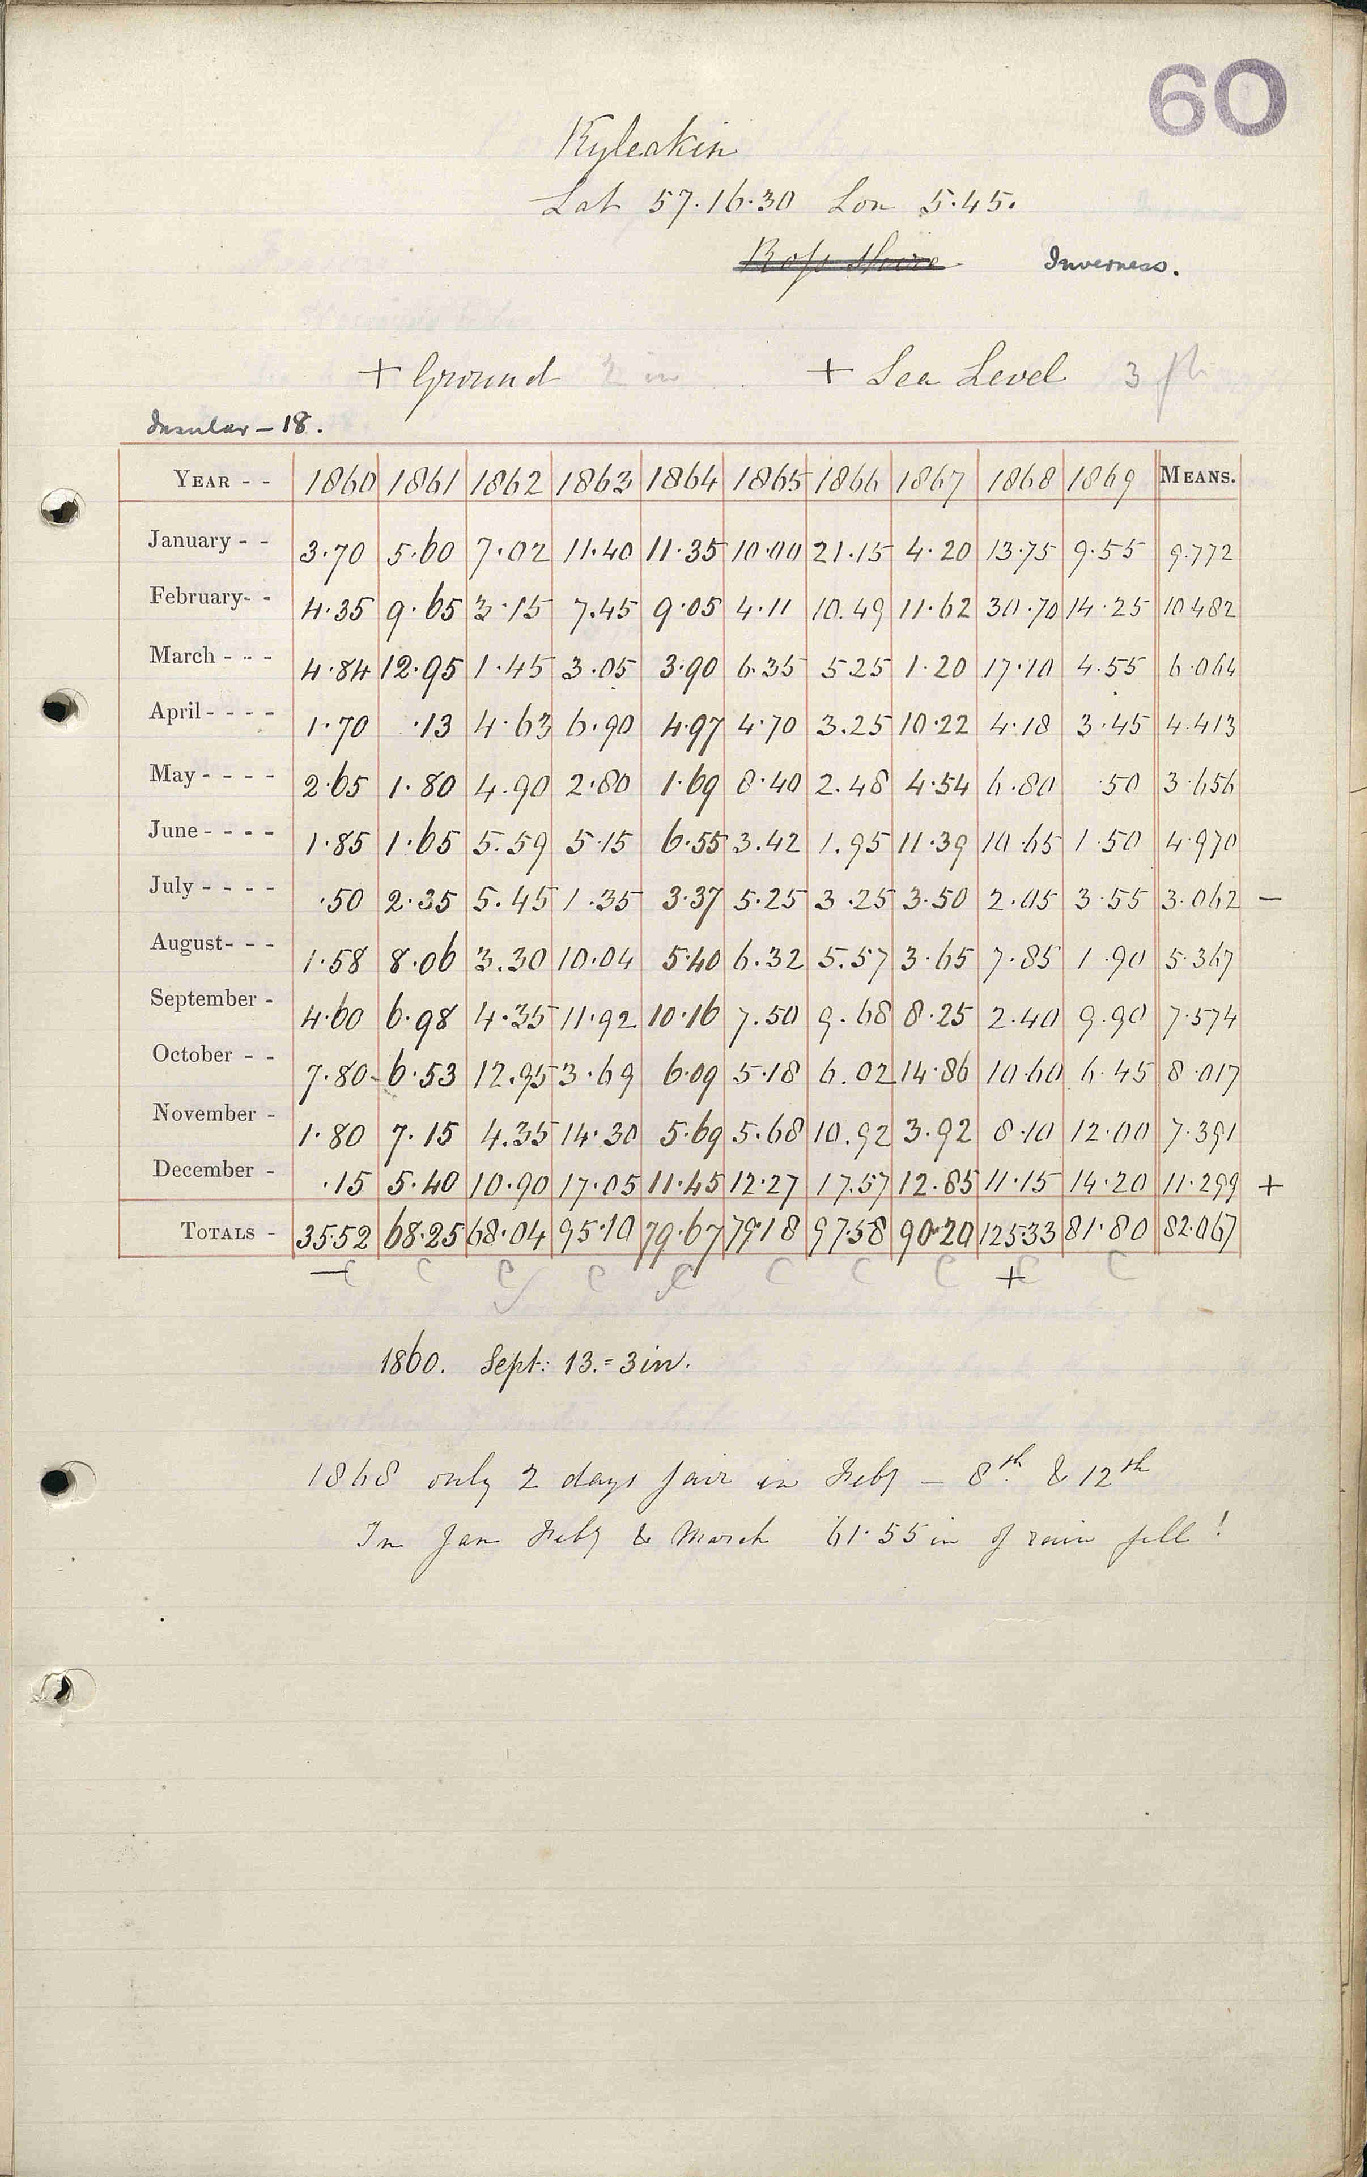 60
Kyleakin
Lat 57.16.30 Lon 5.45.
Ross Shire Inverness.
+ Ground 2 in + Sea Level 3 ft
Insular - 18.
YEAR - - 1860 1861 1862 1863 1864 1865 1866 1867 1868 1869 MEANS.
January - - 3.70 5.60 7.02 11.40 11.35 10.00 21.15 4.20 13.75 9.55 9.772
February- - 4.35 9.65 3.15 7.45 9.05 4.11 10.49 11.62 30.70 14.25 10 482
March - - - 4.84 12.95 1.45 3.05 3.90 6.35 5 25 1.20 17.10 4.55 6.064
April - - - - 1.70 .13 4.63 6.90 4.97 4.70 3.25 10.22 4.18 3.45 4.413
May - - - - 2.65 1.80 4.90 2.80 1.69 8.40 2.48 4.54 6.80 .50 3.656
June - - - - 1.85 1.65 5.59 5.15 6.55 3.42 1.95 11.39 10.65 1.50 4.970
July - - - - .50 2.35 5.45 1.35 3.37 5.25 3.25 3.50 2.05 3.55 3.062 -
August- - - 1.58 8.06 3.30 10.04 5.40 6.32 5.57 3.65 7.85 1.90 5.367
September - 4.60 6.98 4.35 11.92 10.16 7.50 9.68 8.25 2.40 9.90 7.574
October - - 7.80 6.53 12.95 3.69 6.09 5.18 6.02 14.86 10.60 6.45 8.017
November - 1.80 7.15 4.35 14.30 5.69 5.68 10.92 3.92 8.10 12.00 7.391
December - .15 5.40 10.90 17.05 11.45 12.27 17.57 12.85 11.15 14.20 11.299 +
TOTALS - 35.52 68.25 68.04 95.10 79.67 79.18 97.58 90.20 125.33 81.80 82.067
- c c c c c c c c + c c
1860. Sept: 13.=3in.
1868 only 2 days fair in Feby - 8th & 12th
In Jan Feby & March 61.55 in of rain fell!